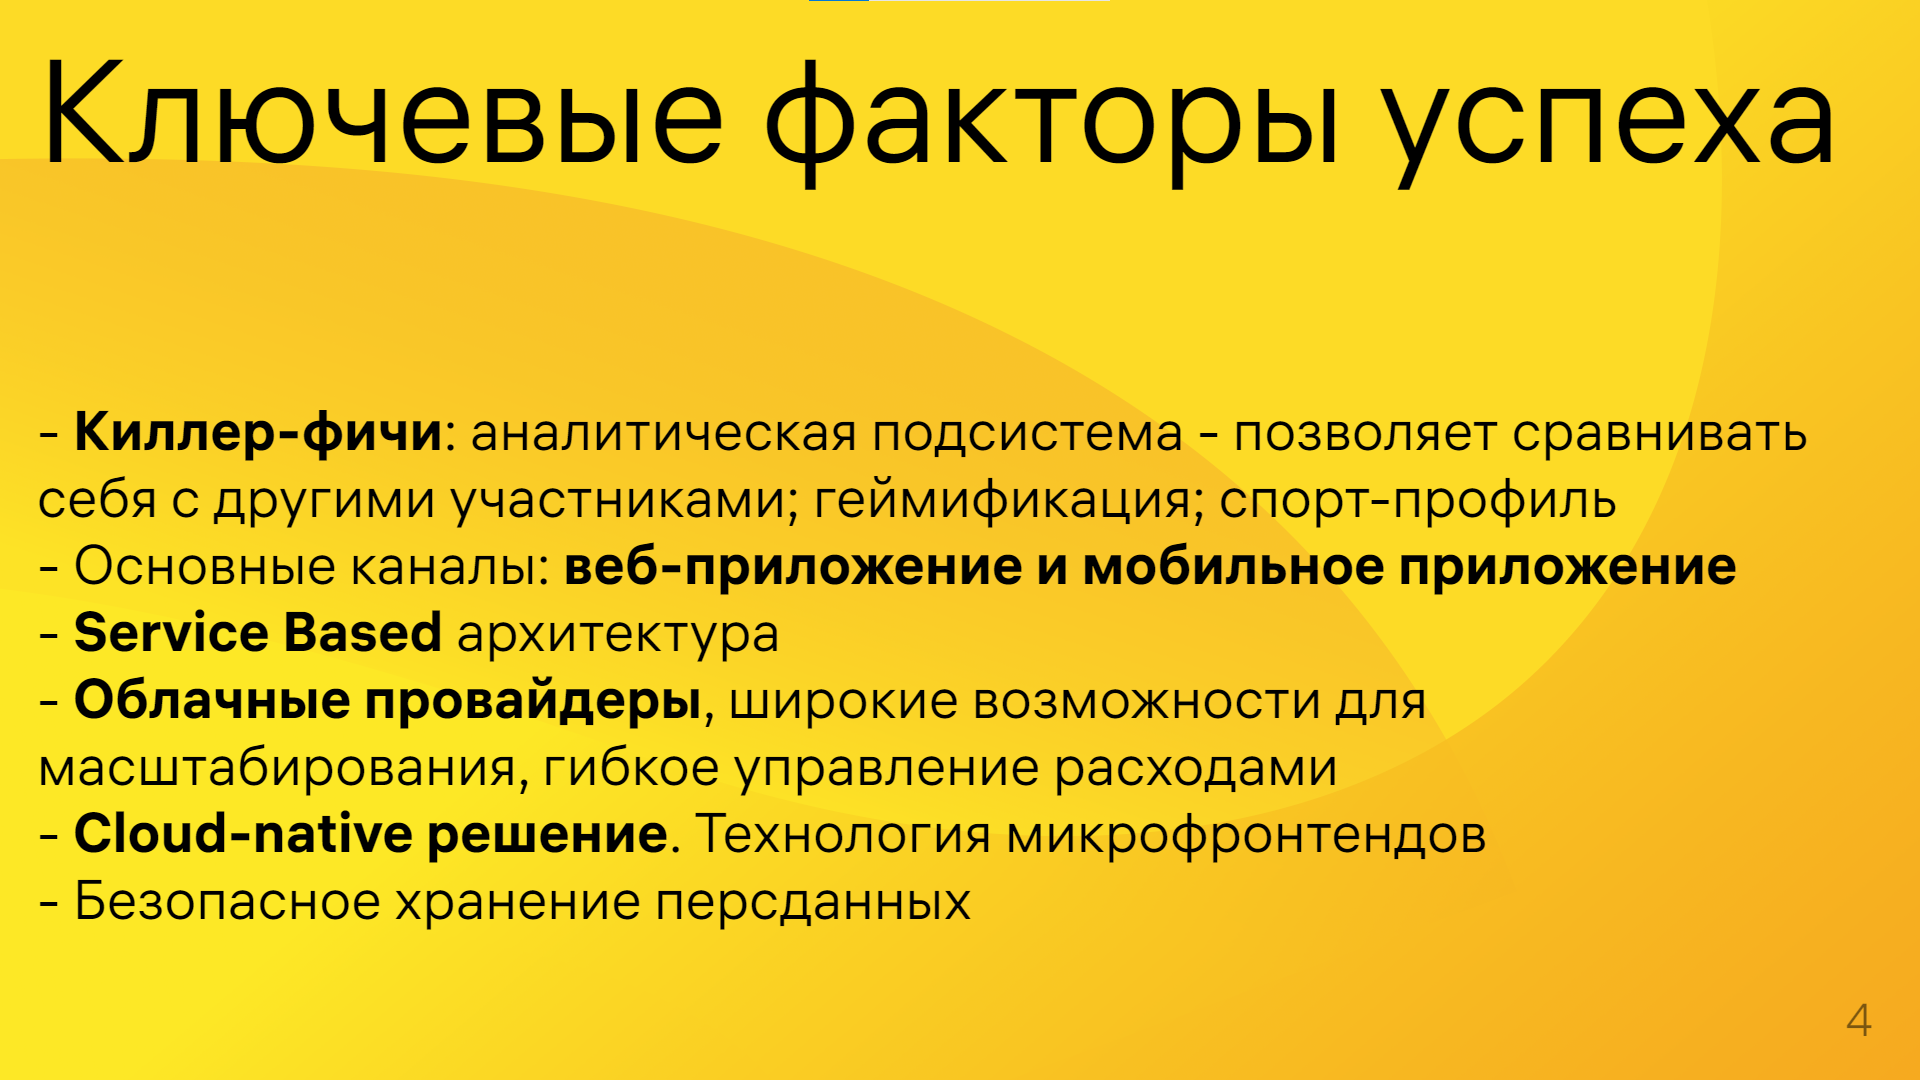 Ключевые факторы успеха
- Киллер-фичи: аналитическая подсистема - позволяет сравнивать
себя с другими участниками; геймификация; спорт-профиль
- Основные каналы: веб-приложение и мобильное приложение
- Service Based архитектура
- Облачные провайдеры, широкие возможности для
масштабирования, гибкое управление расходами
- Cloud-native решение. Технология микрофронтендов
- Безопасное хранение персданных
4